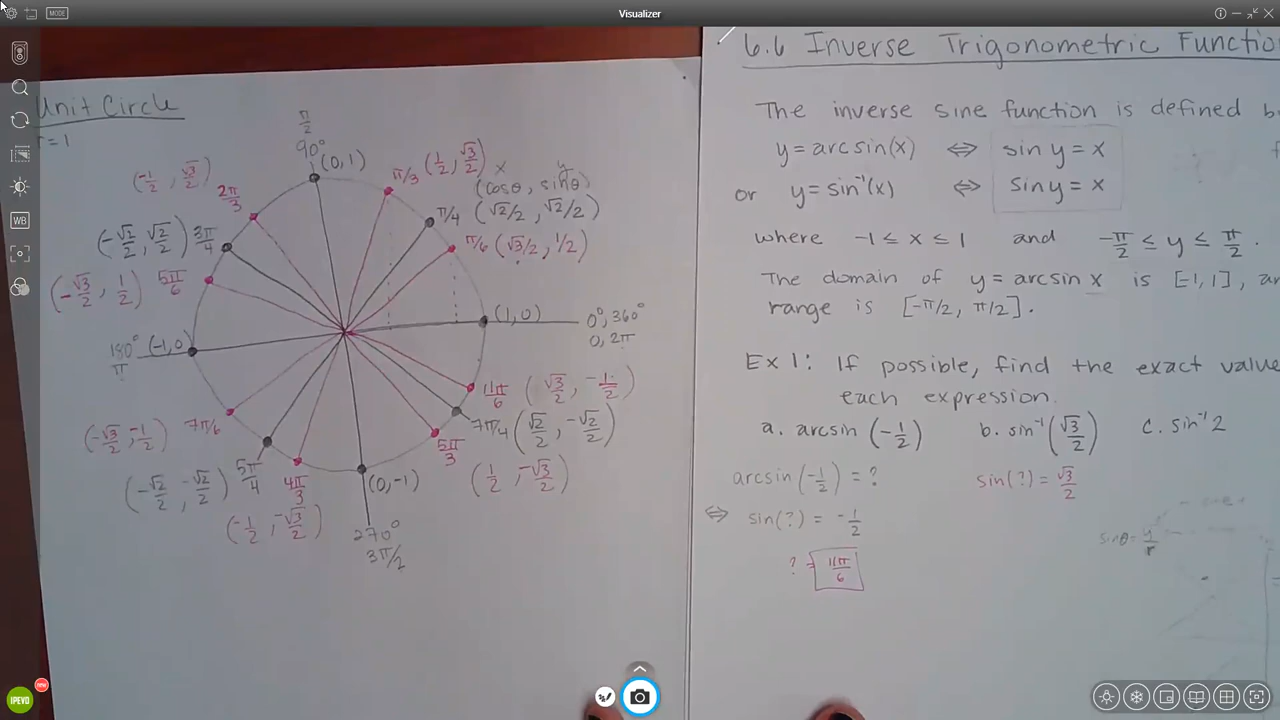 MODE
Visualizer
WB
IPEVO
new
Unit Circle
r = 1
π/2
90°
(0, 1)
π/3 (1/2, √3/2)
x y
(cosθ, sinθ)
π/4 (√2/2, √2/2)
π/6 (√3/2, 1/2)
(-1/2, √3/2)
2π/3
(-√2/2, √2/2) 3π/4
(-√3/2, 1/2) 5π/6
(1, 0)
0°, 360°
0, 2π
180° (-1, 0)
π
11π/6 (√3/2, -1/2)
7π/4 (√2/2, -√2/2)
5π/3
(1/2, -√3/2)
(-√3/2, -1/2) 7π/6
(-√2/2, -√2/2) 5π/4
4π/3
(-1/2, -√3/2)
(0, -1)
270°
3π/2
6.6 Inverse Trigonometric Functio
The inverse sine function is defined b
y = arcsin(x) ⇔ sin y = x
or y = sin⁻¹(x) ⇔ sin y = x
where -1 ≤ x ≤ 1 and -π/2 ≤ y ≤ π/2.
The domain of y = arcsin x is [-1, 1], an
range is [-π/2, π/2].
Ex 1: If possible, find the exact value
each expression.
a. arcsin (-1/2) b. sin⁻¹(√3/2) c. sin⁻¹ 2
arcsin(-1/2) = ? sin(?) = √3/2
⇔ sin(?) = -1/2
sinθ = y/r
? = 11π/6